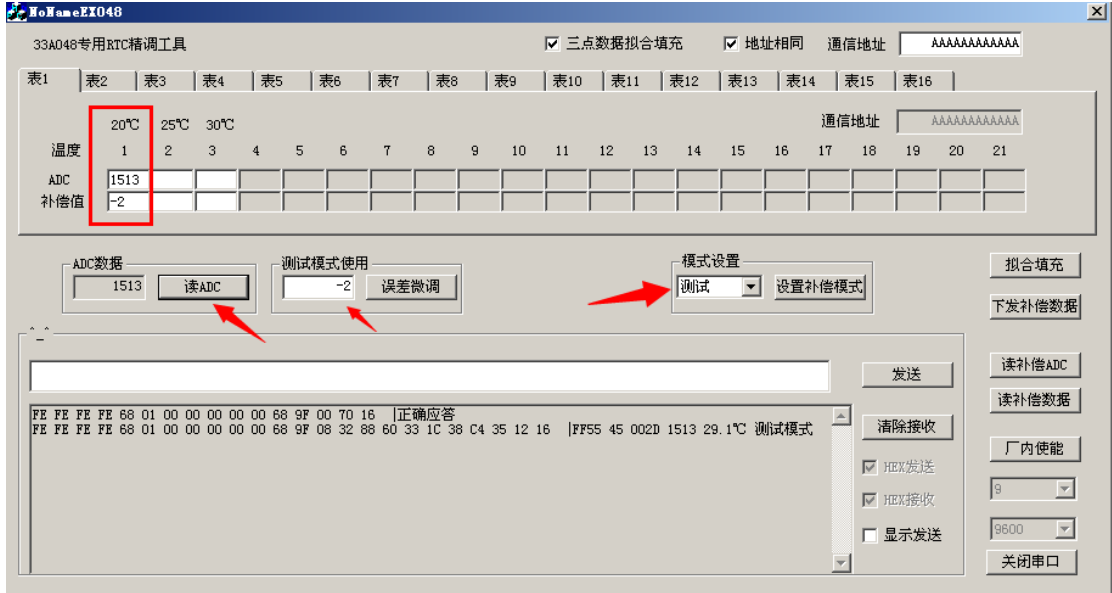 NoNameEX048
33A048专用RTC精调工具 三点数据拟合填充 地址相同 通信地址 AAAAAAAAAAAA
表1 表2 表3 表4 表5 表6 表7 表8 表9 表10 表11 表12 表13 表14 表15 表16
20℃ 25℃ 30℃ 通信地址 AAAAAAAAAAAA
温度 1 2 3 4 5 6 7 8 9 10 11 12 13 14 15 16 17 18 19 20 21
ADC 1513
补偿值 -2
ADC数据 测试模式使用 模式设置
1513 读ADC -2 误差微调 测试 设置补偿模式 拟合填充
下发补偿数据
^_^
发送 读补偿ADC
读补偿数据
FE FE FE FE 68 01 00 00 00 00 00 68 9F 00 70 16 |正确应答
FE FE FE FE 68 01 00 00 00 00 00 68 9F 08 32 88 60 33 1C 38 C4 35 12 16 |FF55 45 002D 1513 29.1℃ 测试模式
清除接收
厂内使能
HEX发送
9
HEX接收
显示发送 9600
关闭串口